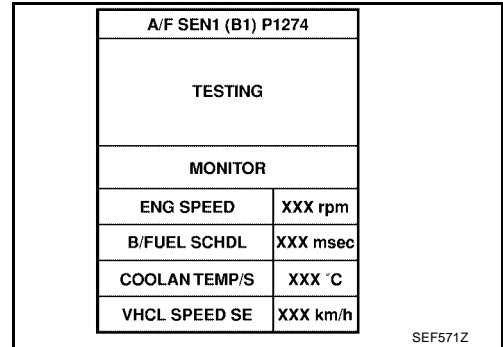 A/F SEN1 (B1) P1274
TESTING
MONITOR
ENG SPEED XXX rpm
B/FUEL SCHDL XXX msec
COOLAN TEMP/S XXX °C
VHCL SPEED SE XXX km/h
SEF571Z